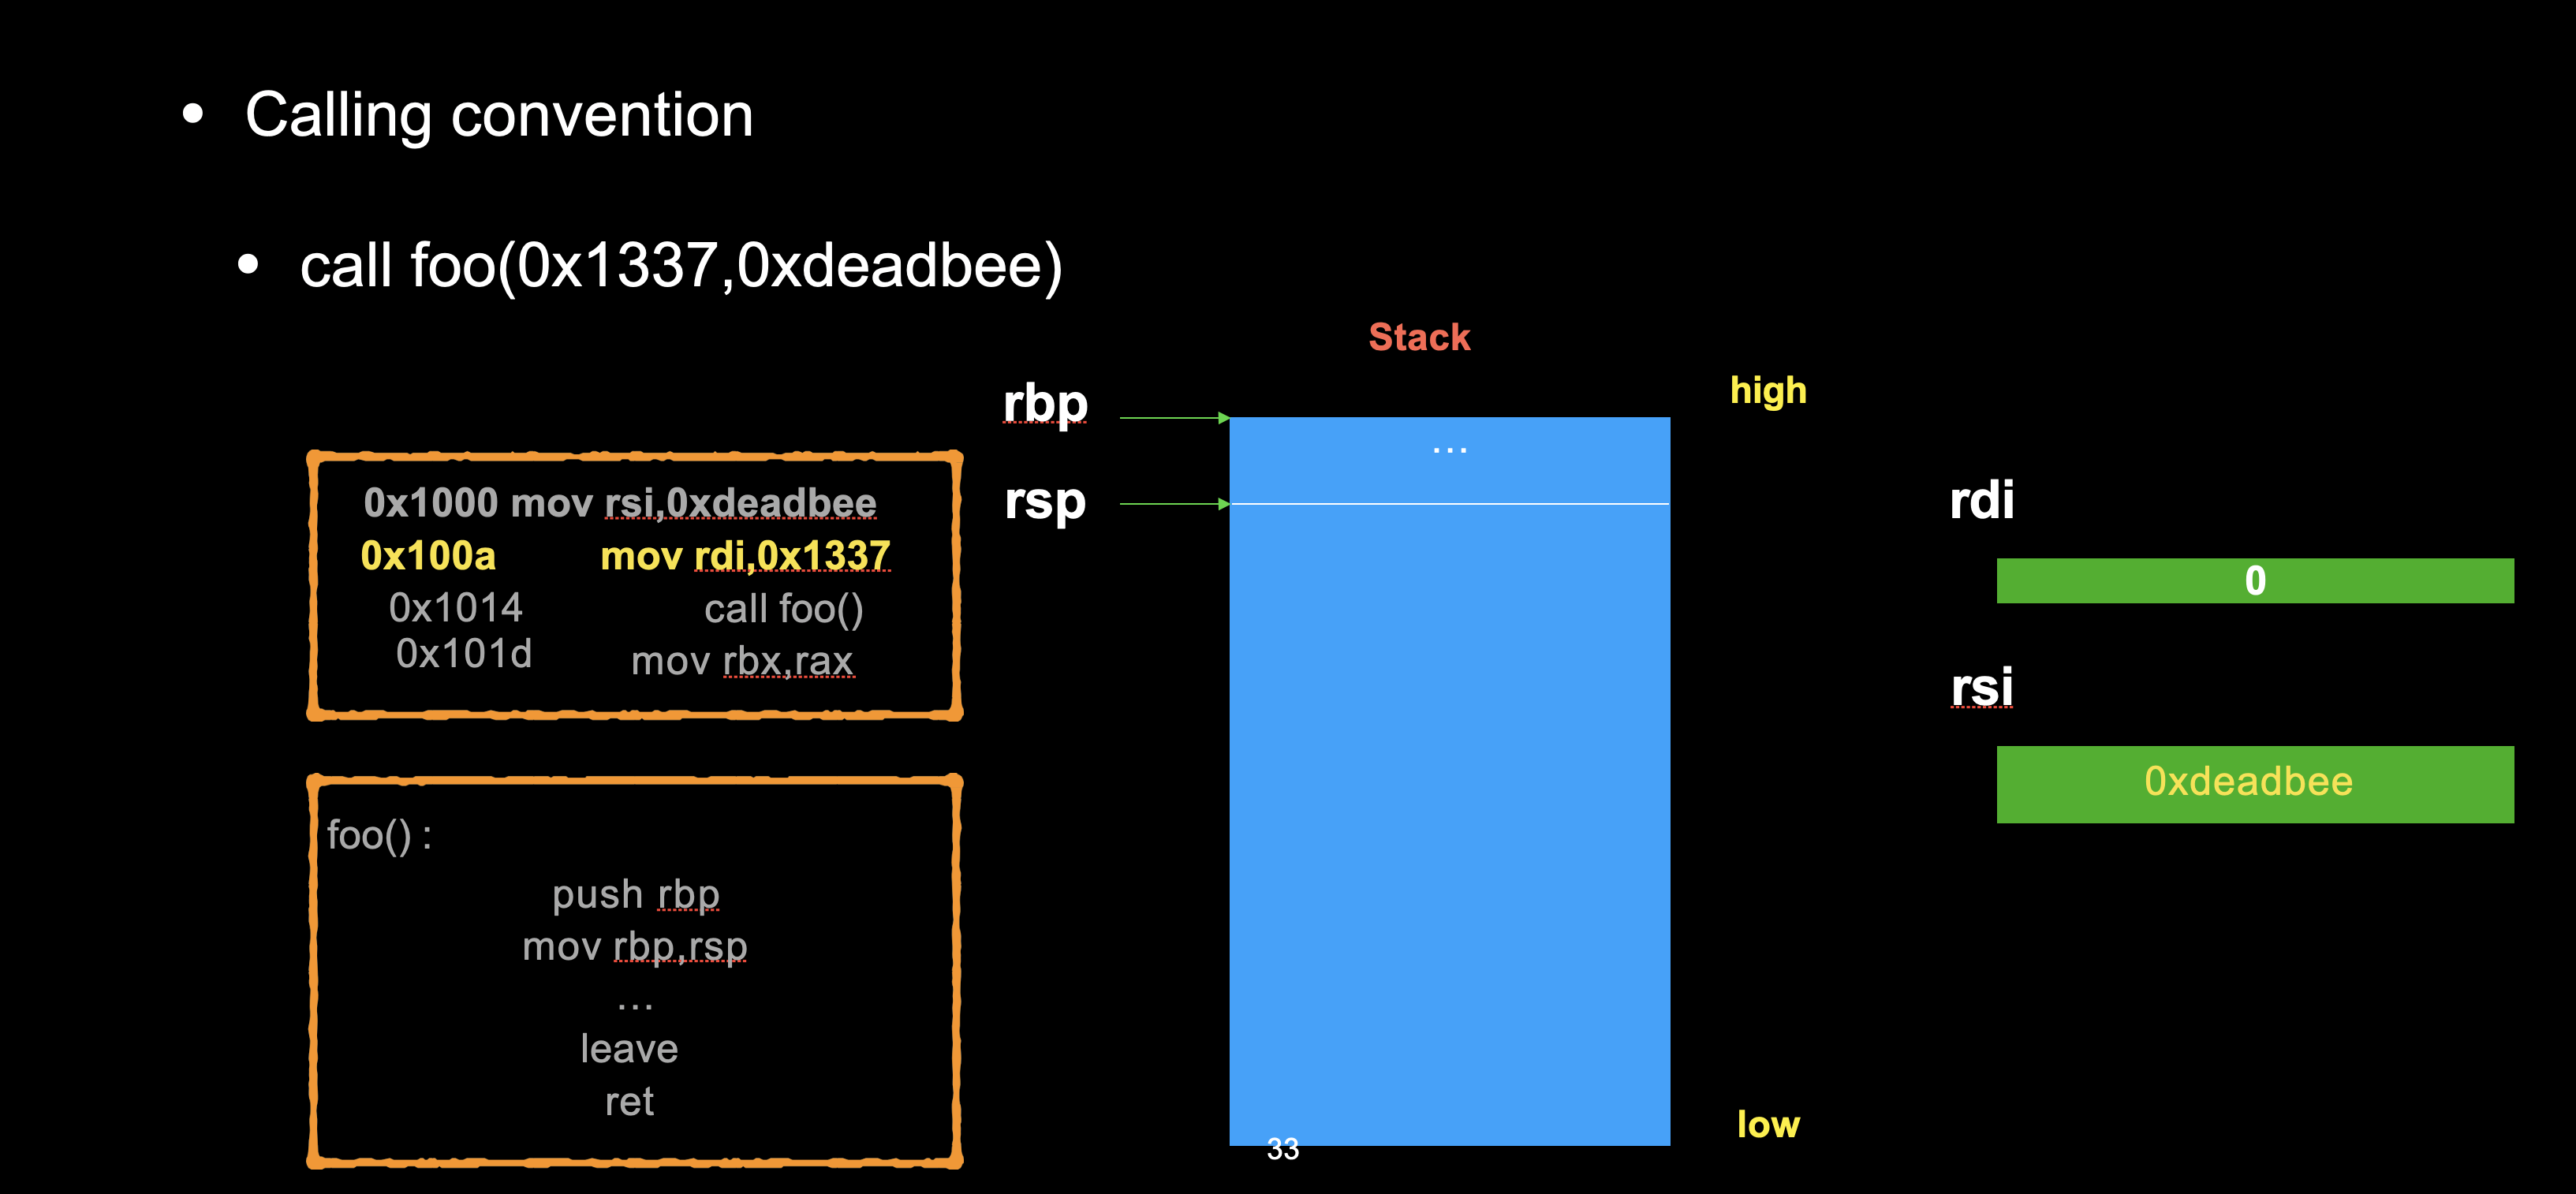 • Calling convention
• call foo(0x1337,0xdeadbee)
Stack
rbp
high
rsp
...
0x1000 mov rsi,0xdeadbee
0x100a mov rdi,0x1337
0x1014 call foo()
0x101d mov rbx,rax
rdi
0
rsi
0xdeadbee
foo() :
push rbp
mov rbp,rsp
...
leave
ret
low
33